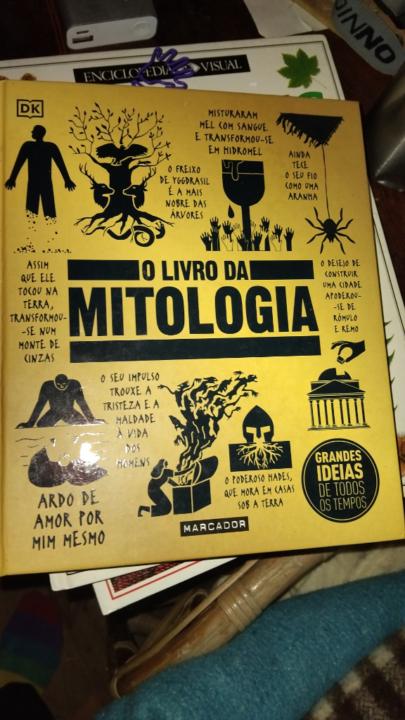 ENCICLOPÉDIA VISUAL
DINNO
DK
MISTURARAM
MEL COM SANGUE
E TRANSFORMOU-SE
EM HIDROMEL
O FREIXO
DE YGGDRASIL
É A MAIS
NOBRE DAS
ÁRVORES
AINDA
TECE
O SEU FIO
COMO UMA
ARANHA
ASSIM
QUE ELE
TOCOU NA
TERRA,
TRANSFORMOU-
-SE NUM
MONTE DE
CINZAS
O LIVRO DA
MITOLOGIA
O DESEJO DE
CONSTRUIR
UMA CIDADE
APODEROU-
-SE DE
RÓMULO
E REMO
O SEU IMPULSO
TROUXE A
TRISTEZA E A
MALDADE
À VIDA
DOS
HOMENS
ARDO DE
AMOR POR
MIM MESMO
O PODEROSO HADES,
QUE MORA EM CASAS
SOB A TERRA
GRANDES
IDEIAS
DE TODOS
OS TEMPOS
MARCADOR